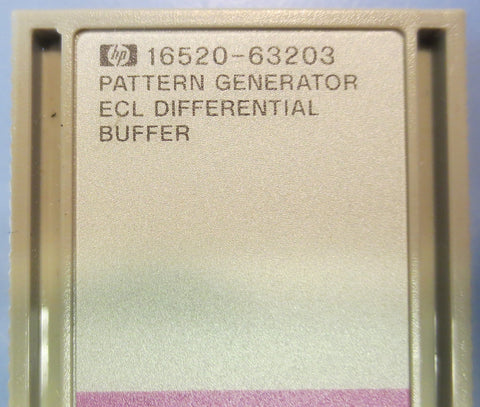 hp 16520-63203
PATTERN GENERATOR
ECL DIFFERENTIAL
BUFFER